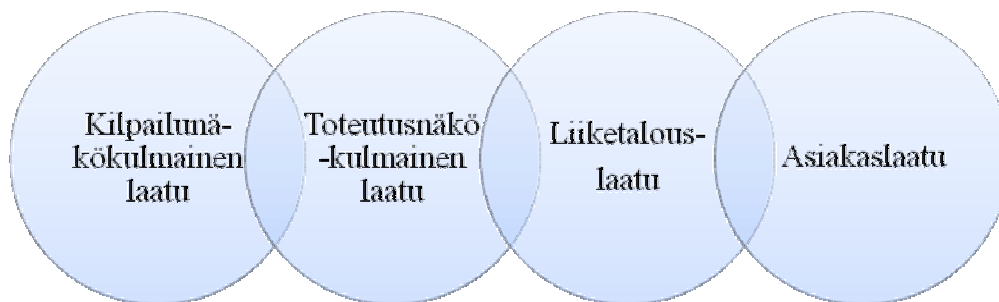 Kilpailunä-
kökulmainen
laatu
Toteutusnäkö
-kulmainen
laatu
Liiketalous-
laatu
Asiakaslaatu